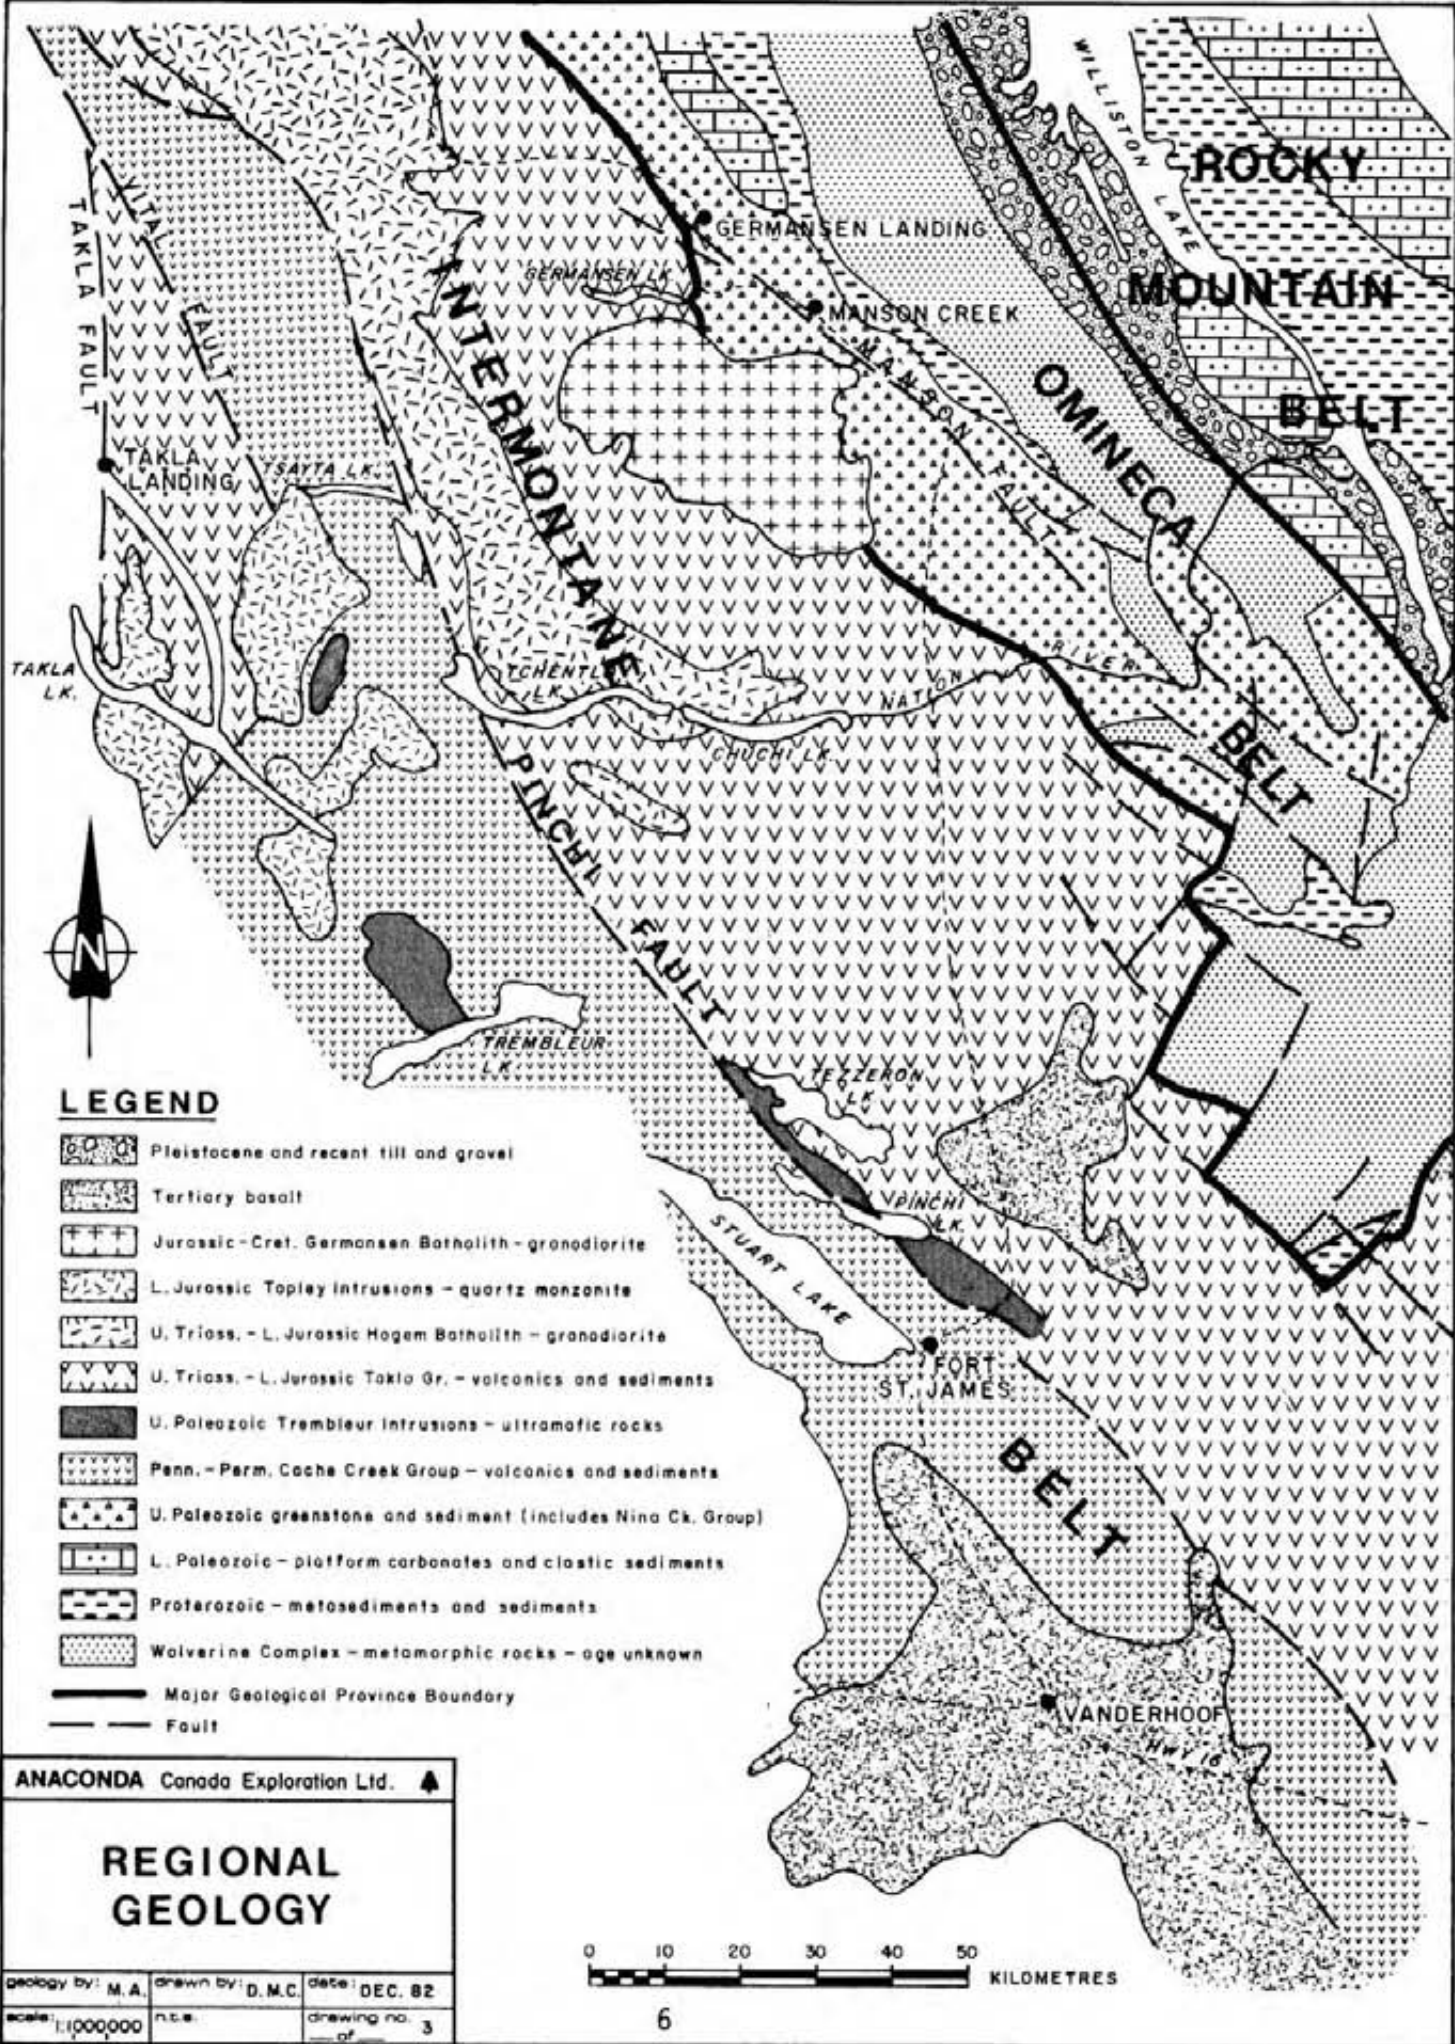 WILLISTON LAKE
ROCKY
MOUNTAIN
BELT
TAKLA FAULT
VITAL FAULT
GERMANSEN LANDING
GERMANSEN LK.
MANSON CREEK
MANSON FAULT
OMINECA
BELT
INTERMONTANE
TAKLA
LANDING
TSAYTA LK.
TAKLA
LK.
TCHENTLO
LK.
NATION RIVER
CHUCHI LK.
PINCHI FAULT
N
TREMBLEUR
LK.
TEZZERON
LK.
PINCHI
LK.
STUART LAKE
FORT
ST. JAMES
BELT
VANDERHOOF
HWY 16
LEGEND
Pleistocene and recent till and gravel
Tertiary basalt
Jurassic-Cret. Germansen Batholith - granodiorite
L. Jurassic Topley Intrusions - quartz monzonite
U. Triass. - L. Jurassic Hogem Batholith - granodiorite
U. Triass. - L. Jurassic Takla Gr. - volcanics and sediments
U. Paleozoic Trembleur Intrusions - ultramafic rocks
Penn. - Perm. Cache Creek Group - volcanics and sediments
U. Paleozoic greenstone and sediment (includes Nina Ck. Group)
L. Paleozoic - platform carbonates and clastic sediments
Proterozoic - metasediments and sediments
Wolverine Complex - metamorphic rocks - age unknown
Major Geological Province Boundary
Fault
ANACONDA Canada Exploration Ltd.
REGIONAL
GEOLOGY
geology by: M.A. drawn by: D.M.C. date: DEC. 82
scale: 1:1000,000 n.t.s. drawing no. 3
__ of __
0 10 20 30 40 50
KILOMETRES
6